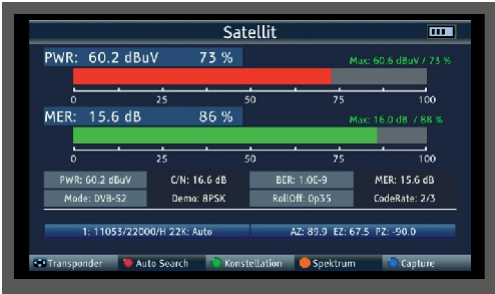 Satellit
PWR: 60.2 dBuV 73 % Max: 60.6 dBuV / 73 %
0 25 50 75 100
MER: 15.6 dB 86 % Max: 16.0 dB / 88 %
0 25 50 75 100
PWR: 60.2 dBuV C/N: 16.6 dB BER: 1.0E-9 MER: 15.6 dB
Mode: DVB-S2 Demo: 8PSK RollOff: 0p35 CodeRate: 2/3
1: 11053/22000/H 22K: Auto AZ: 89.9 EZ: 67.5 PZ: -90.0
Transponder Auto Search Konstellation Spektrum Capture